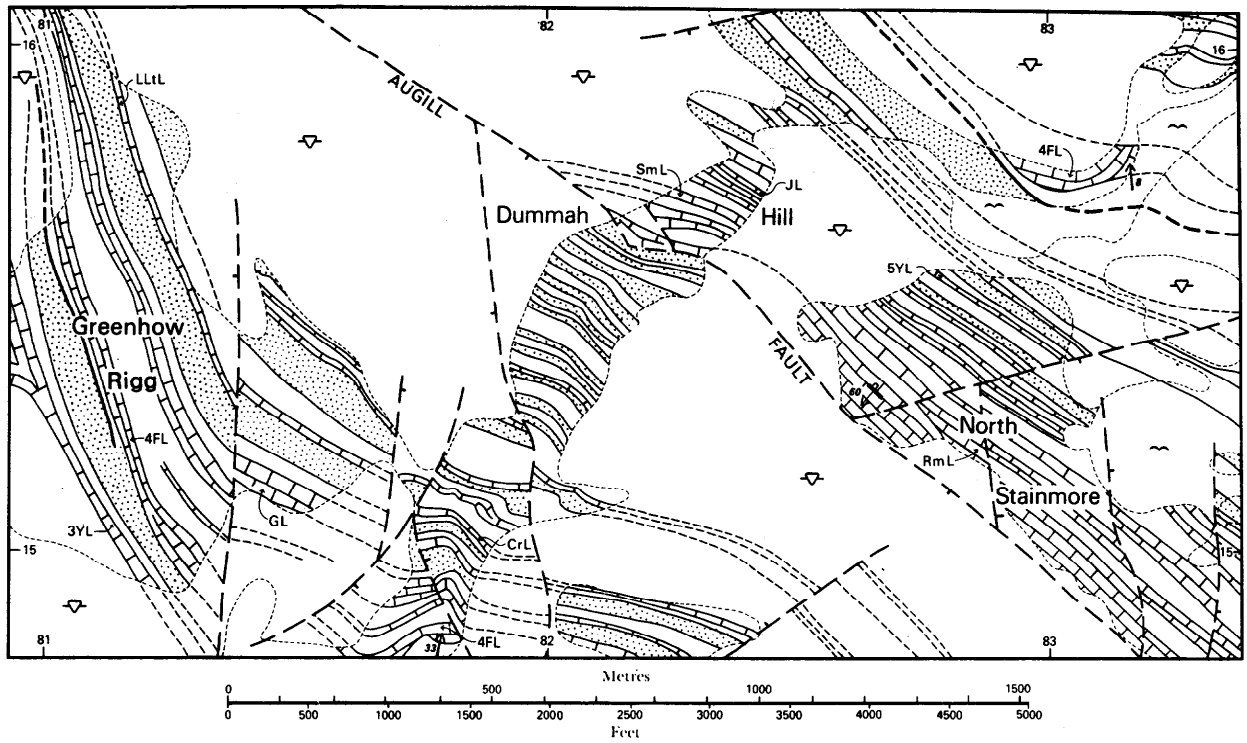 81
82
83
16
16
LLtL
AUGILL
4FL
8
SmL
JL
Dummah
Hill
5YL
Greenhow
Rigg
FAULT
60
4FL
North
RmL
Stainmore
GL
3YL
CrL
15
15
4FL
33
81
82
83
Metres
0
500
1000
1500
0
500
1000
1500
2000
2500
3000
3500
4000
4500
5000
Feet